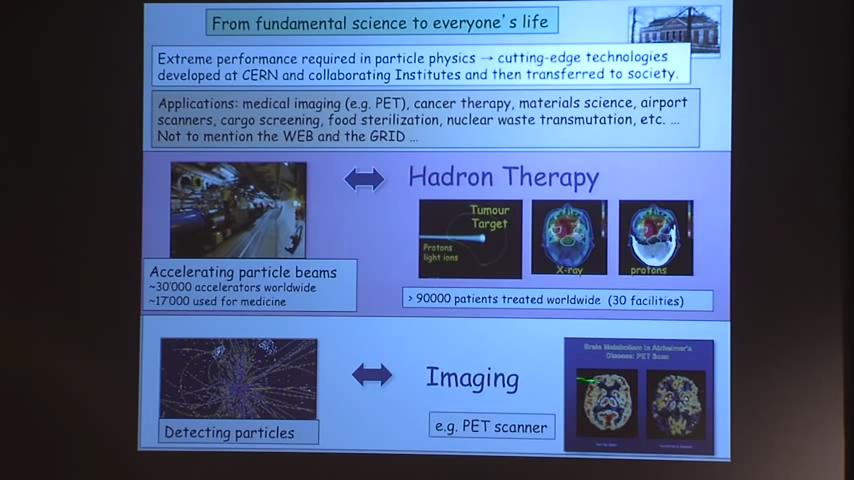 From fundamental science to everyone's life
Extreme performance required in particle physics → cutting-edge technologies
developed at CERN and collaborating Institutes and then transferred to society.
Applications: medical imaging (e.g. PET), cancer therapy, materials science, airport
scanners, cargo screening, food sterilization, nuclear waste transmutation, etc. ...
Not to mention the WEB and the GRID ...
Hadron Therapy
Tumour
Target
Protons
light ions
X-ray
protons
Accelerating particle beams
~30'000 accelerators worldwide
~17'000 used for medicine
> 90000 patients treated worldwide (30 facilities)
Brain Metabolism in Alzheimer's
Disease: PET Scan
Imaging
e.g. PET scanner
Detecting particles